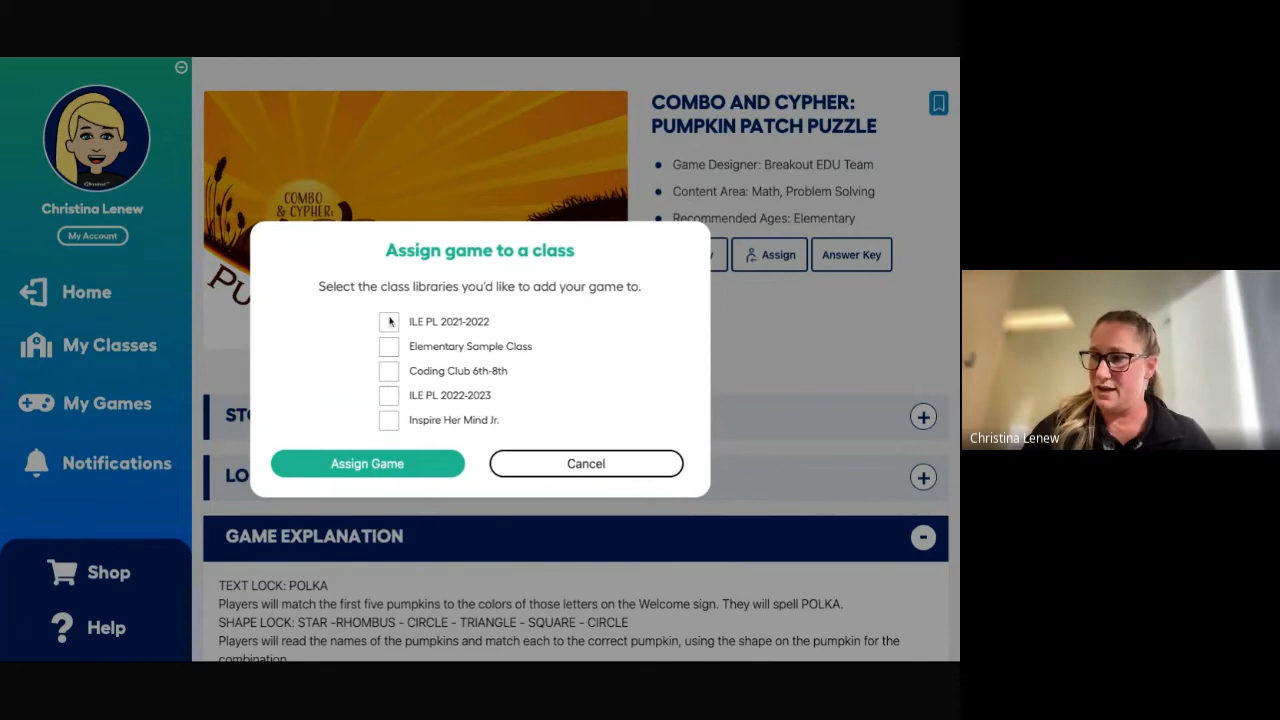 Christina Lenew
My Account
Home
My Classes
My Games
Notifications
Shop
Help
COMBO
& CYPHER:
PU
COMBO AND CYPHER:
PUMPKIN PATCH PUZZLE
Game Designer: Breakout EDU Team
Content Area: Math, Problem Solving
Recommended Ages: Elementary
Assign
Answer Key
Assign game to a class
Select the class libraries you'd like to add your game to.
ILE PL 2021-2022
Elementary Sample Class
Coding Club 6th-8th
ILE PL 2022-2023
Inspire Her Mind Jr.
Assign Game
Cancel
STO
LO
GAME EXPLANATION
TEXT LOCK: POLKA
Players will match the first five pumpkins to the colors of those letters on the Welcome sign. They will spell POLKA.
SHAPE LOCK: STAR -RHOMBUS - CIRCLE - TRIANGLE - SQUARE - CIRCLE
Players will read the names of the pumpkins and match each to the correct pumpkin, using the shape on the pumpkin for the
combination
Christina Lenew